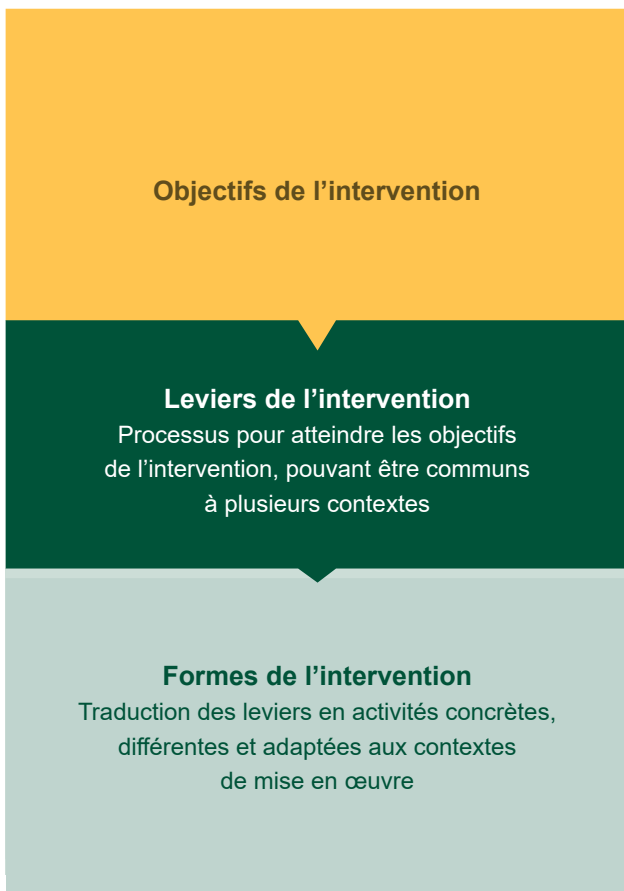 Objectifs de l’intervention
Leviers de l’intervention
Processus pour atteindre les objectifs
de l’intervention, pouvant être communs
à plusieurs contextes
Formes de l’intervention
Traduction des leviers en activités concrètes,
différentes et adaptées aux contextes
de mise en œuvre